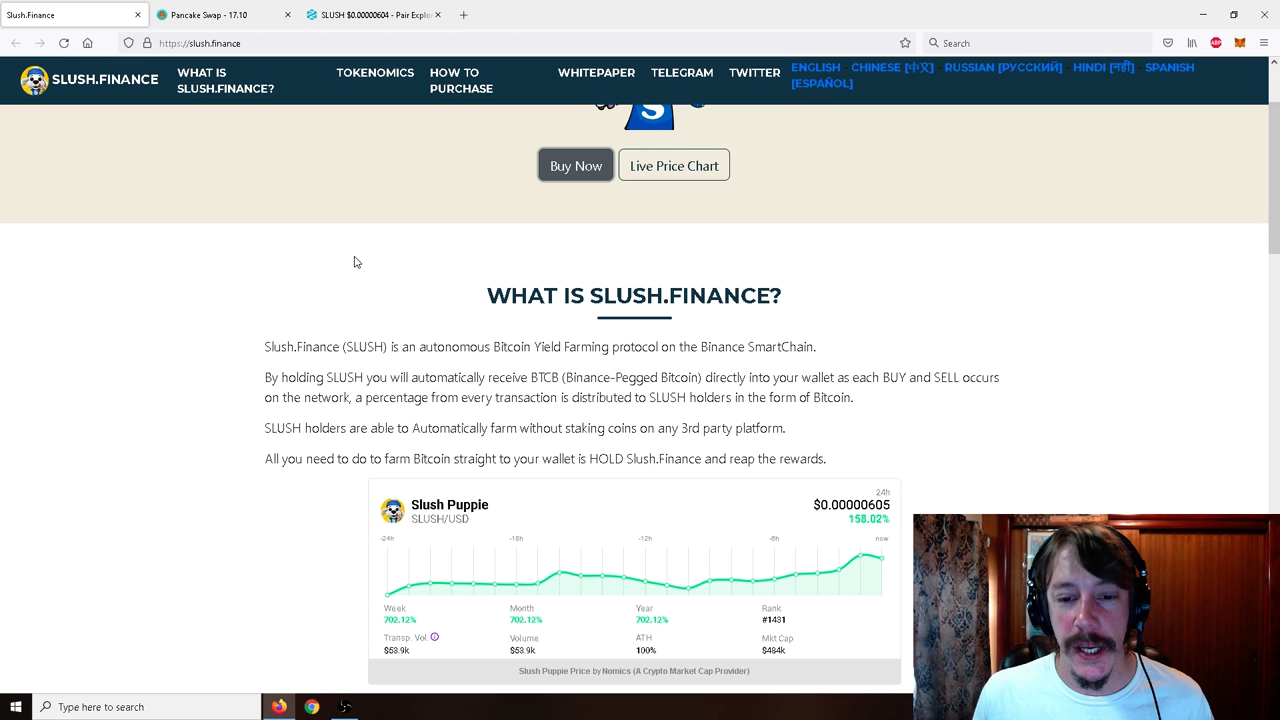 Slush.Finance
Pancake Swap - 17.10
SLUSH $0.00000604 - Pair Explo
https://slush.finance
Search
ABP
SLUSH.FINANCE
WHAT IS
SLUSH.FINANCE?
TOKENOMICS
HOW TO
PURCHASE
WHITEPAPER
TELEGRAM
TWITTER
ENGLISH CHINESE [中文] RUSSIAN [РУССКИЙ] HINDI [नहीं] SPANISH
[ESPAÑOL]
S
Buy Now
Live Price Chart
WHAT IS SLUSH.FINANCE?
Slush.Finance (SLUSH) is an autonomous Bitcoin Yield Farming protocol on the Binance SmartChain.
By holding SLUSH you will automatically receive BTCB (Binance-Pegged Bitcoin) directly into your wallet as each BUY and SELL occurs
on the network, a percentage from every transaction is distributed to SLUSH holders in the form of Bitcoin.
SLUSH holders are able to Automatically farm without staking coins on any 3rd party platform.
All you need to do to farm Bitcoin straight to your wallet is HOLD Slush.Finance and reap the rewards.
Slush Puppie
SLUSH/USD
24h
$0.00000605
158.02%
-24h
-18h
-12h
-6h
now
Week
702.12%
Month
702.12%
Year
702.12%
Rank
#1431
Transp. Vol.
$53.9k
Volume
$53.9k
ATH
100%
Mkt Cap
$484k
Slush Puppie Price by Nomics (A Crypto Market Cap Provider)
Type here to search